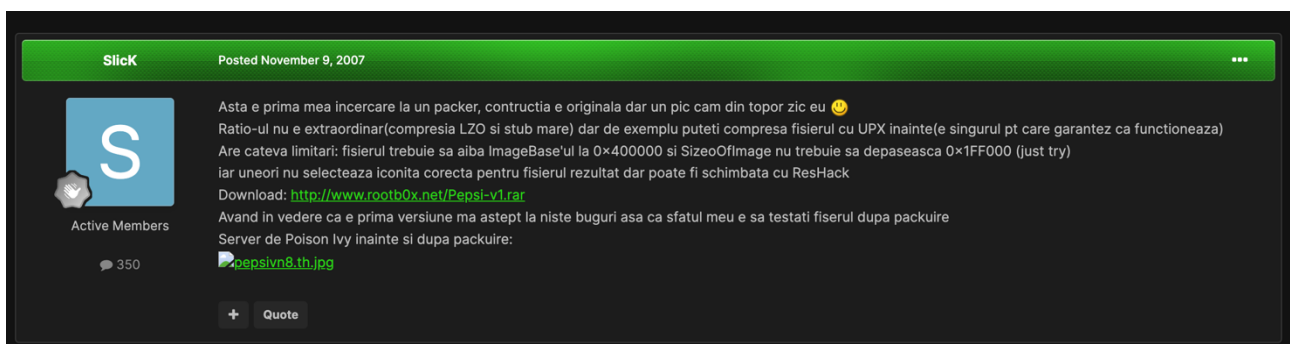 SlicK
Posted November 9, 2007
S
Active Members
350
Asta e prima mea incercare la un packer, contructia e originala dar un pic cam din topor zic eu
Ratio-ul nu e extraordinar(compresia LZO si stub mare) dar de exemplu puteti compresa fisierul cu UPX inainte(e singurul pt care garantez ca functioneaza)
Are cateva limitari: fisierul trebuie sa aiba ImageBase'ul la 0x400000 si SizeofImage nu trebuie sa depaseasca 0x1FF000 (just try)
iar uneori nu selecteaza iconita corecta pentru fisierul rezultat dar poate fi schimbata cu ResHack
Download: http://www.rootb0x.net/Pepsi-v1.rar
Avand in vedere ca e prima versiune ma astept la niste buguri asa ca sfatul meu e sa testati fiserul dupa packuire
Server de Poison Ivy inainte si dupa packuire:
pepsivn8.th.jpg
+ Quote